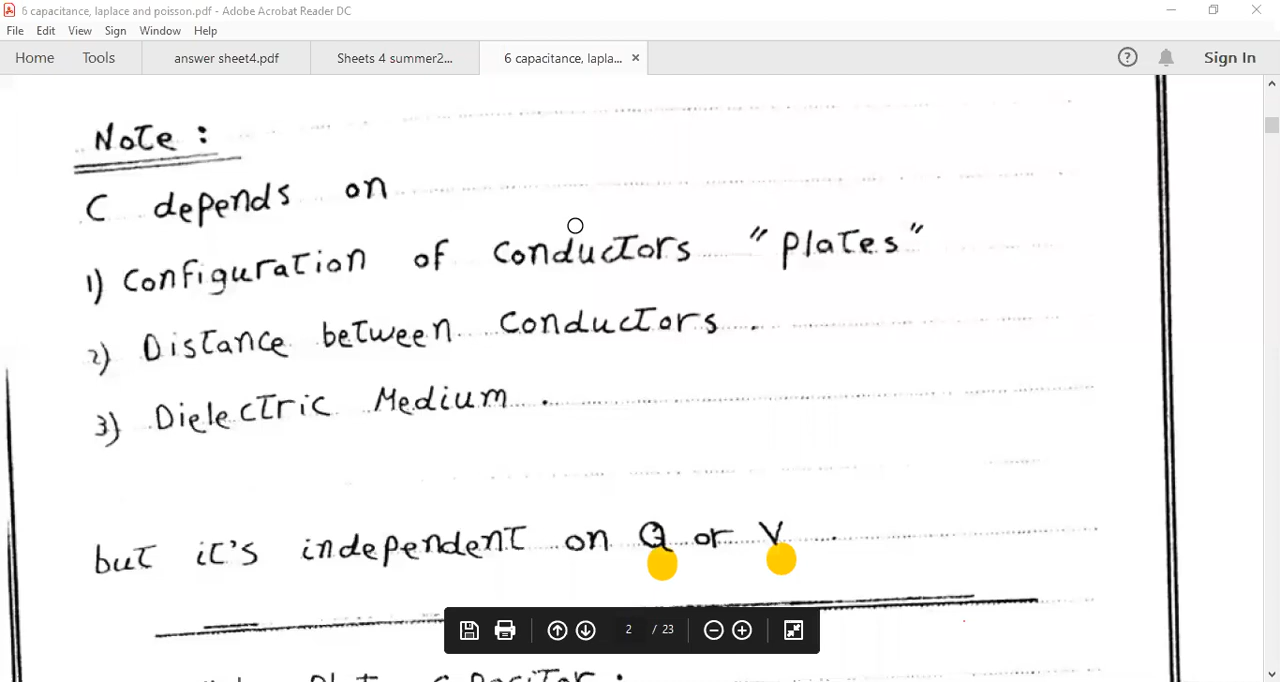 6 capacitance, laplace and poisson.pdf - Adobe Acrobat Reader DC
File Edit View Sign Window Help
Home Tools answer sheet4.pdf Sheets 4 summr2... 6 capacitance, lapla... × ? Sign In
Note :
C depends on
1) Configuration of Conductors "plates"
2) Distance between Conductors .
3) Dielectric Medium .
but it's independent on Q or V .
2 / 23